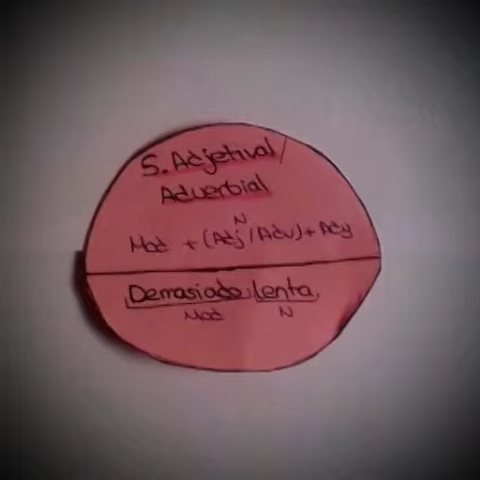 S. Adjetival/
Adverbial
N
Mod + (Adj/Adv) + Ady
Demasiado lenta
Mod N